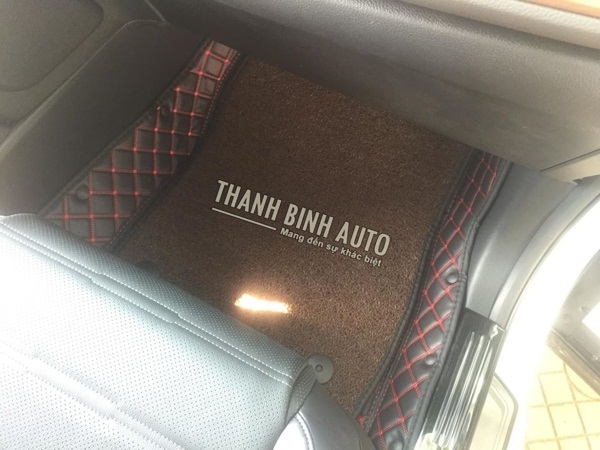 THANH BINH AUTO
Mang đến sự khác biệt